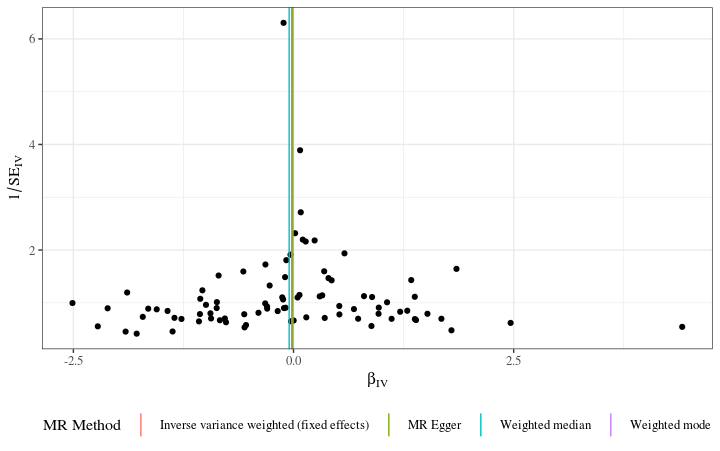 6
4
2
1/SE_IV
-2.5 0.0 2.5
β_IV
MR Method Inverse variance weighted (fixed effects) MR Egger Weighted median Weighted mode